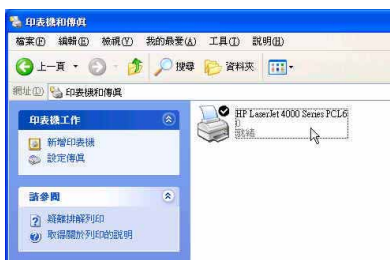 印表機和傳真
檔案(F) 編輯(E) 檢視(V) 我的最愛(A) 工具(T) 說明(H)
上一頁 搜尋 資料夾
網址(D) 印表機和傳真
印表機工作
新增印表機
設定傳真
請參閱
疑難排解列印
取得關於列印的說明
HP LaserJet 4000 Series PCL6
0
就緒